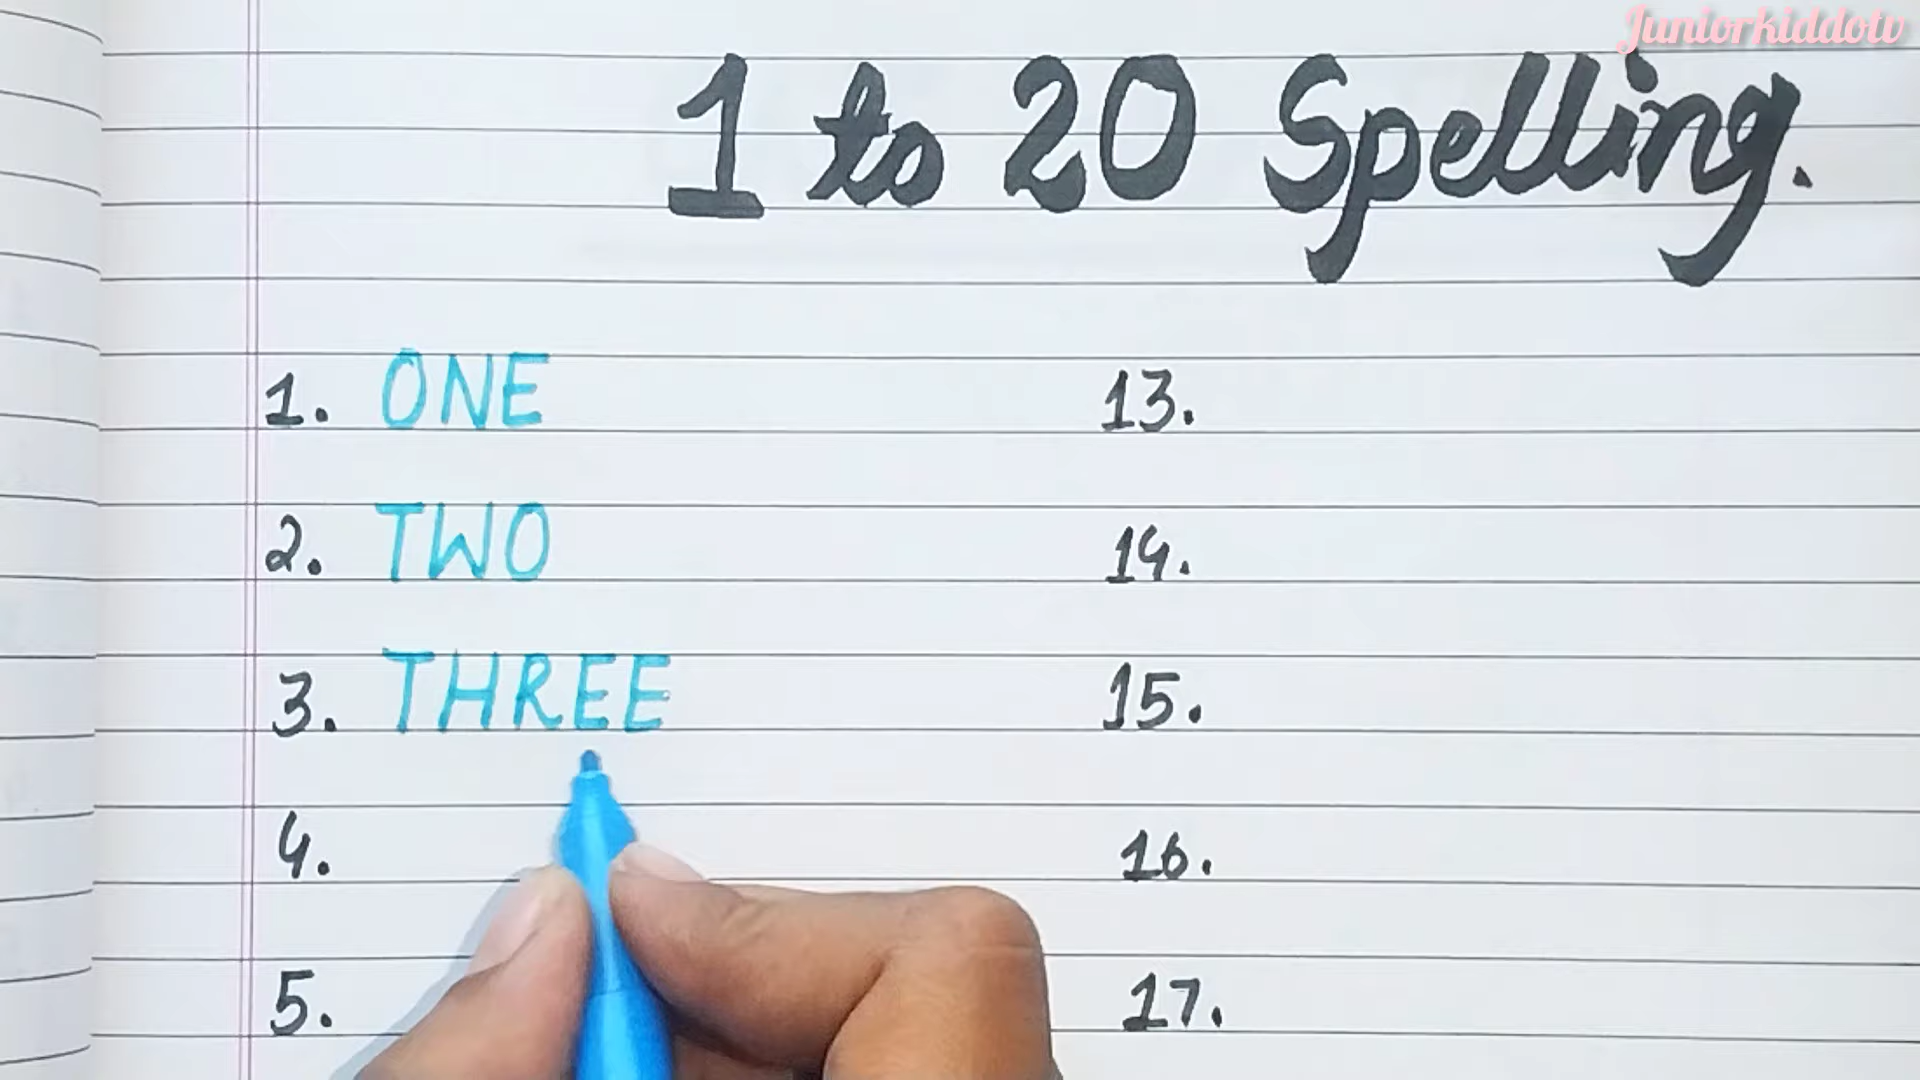 Juniorkiddotv
1 to 20 Spelling.
1. ONE
2. TWO
3. THREE
4.
5.
13.
14.
15.
16.
17.